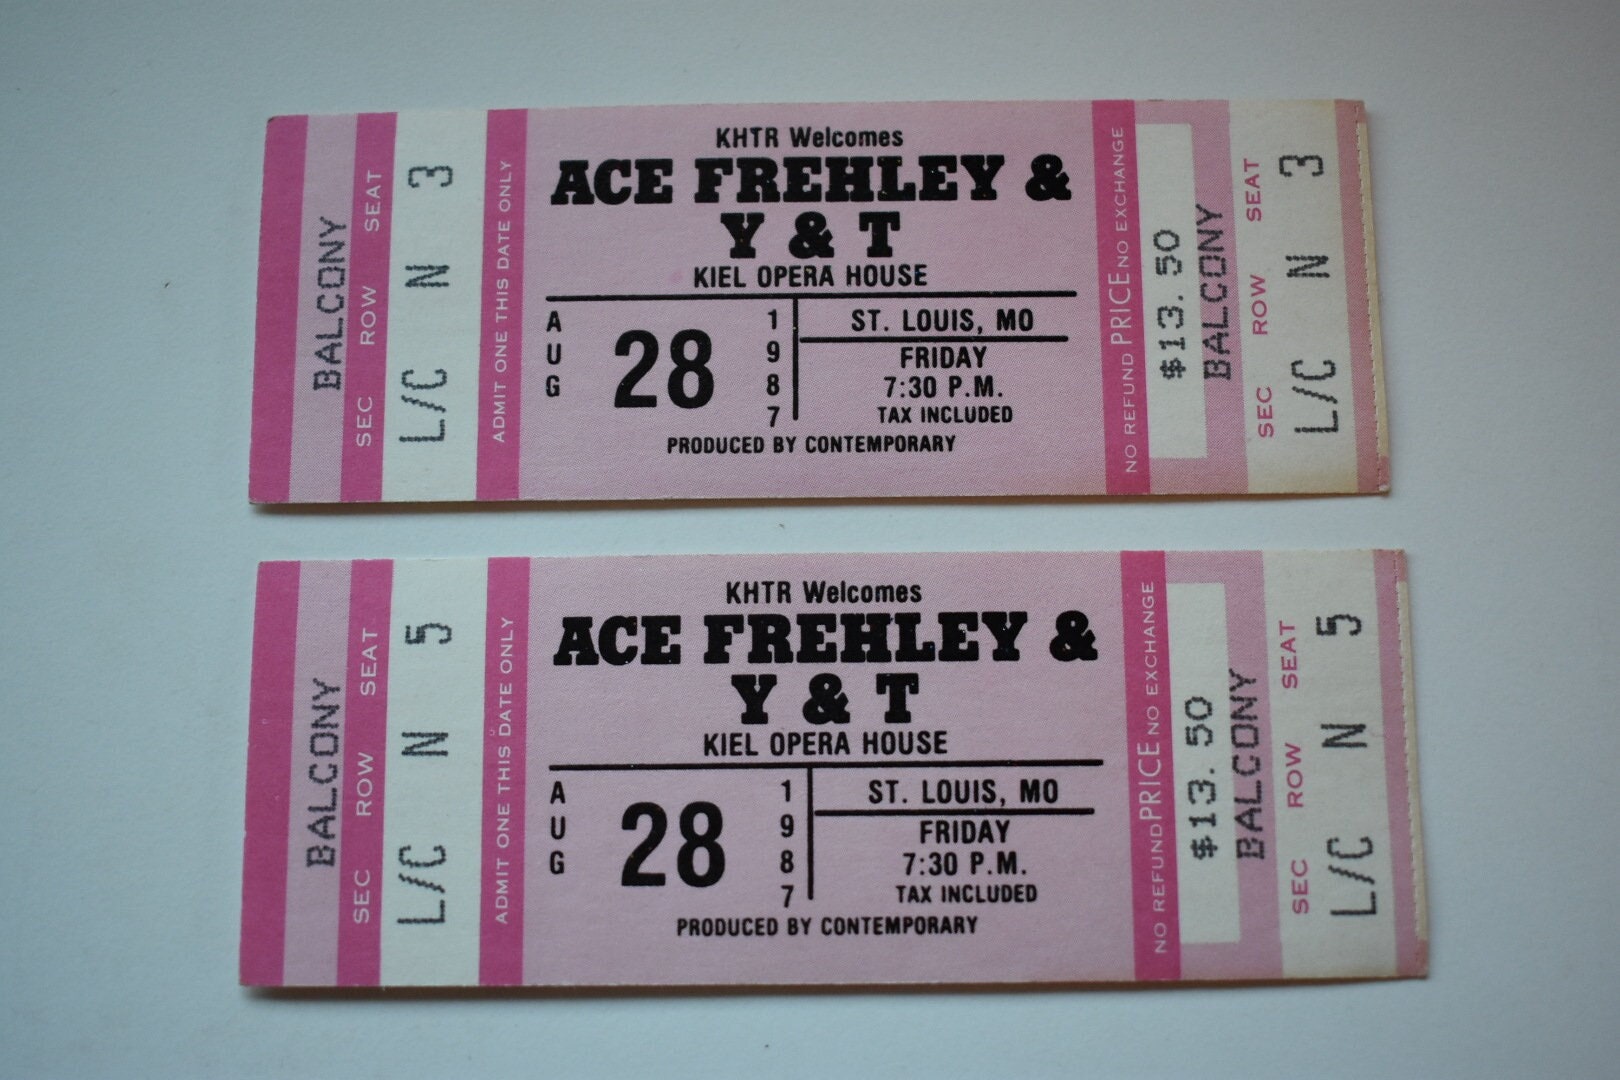 BALCONY
SEC ROW SEAT
L/C N 3
ADMIT ONE THIS DATE ONLY
KHTR Welcomes
ACE FREHLEY &
Y & T
KIEL OPERA HOUSE
AUG 28 1987
ST. LOUIS, MO
FRIDAY
7:30 P.M.
TAX INCLUDED
PRODUCED BY CONTEMPORARY
NO REFUND PRICE NO EXCHANGE
$13.50
BALCONY
SEC ROW SEAT
L/C N 3
BALCONY
SEC ROW SEAT
L/C N 5
ADMIT ONE THIS DATE ONLY
KHTR Welcomes
ACE FREHLEY &
Y & T
KIEL OPERA HOUSE
AUG 28 1987
ST. LOUIS, MO
FRIDAY
7:30 P.M.
TAX INCLUDED
PRODUCED BY CONTEMPORARY
NO REFUND PRICE NO EXCHANGE
$13.50
BALCONY
SEC ROW SEAT
L/C N 5